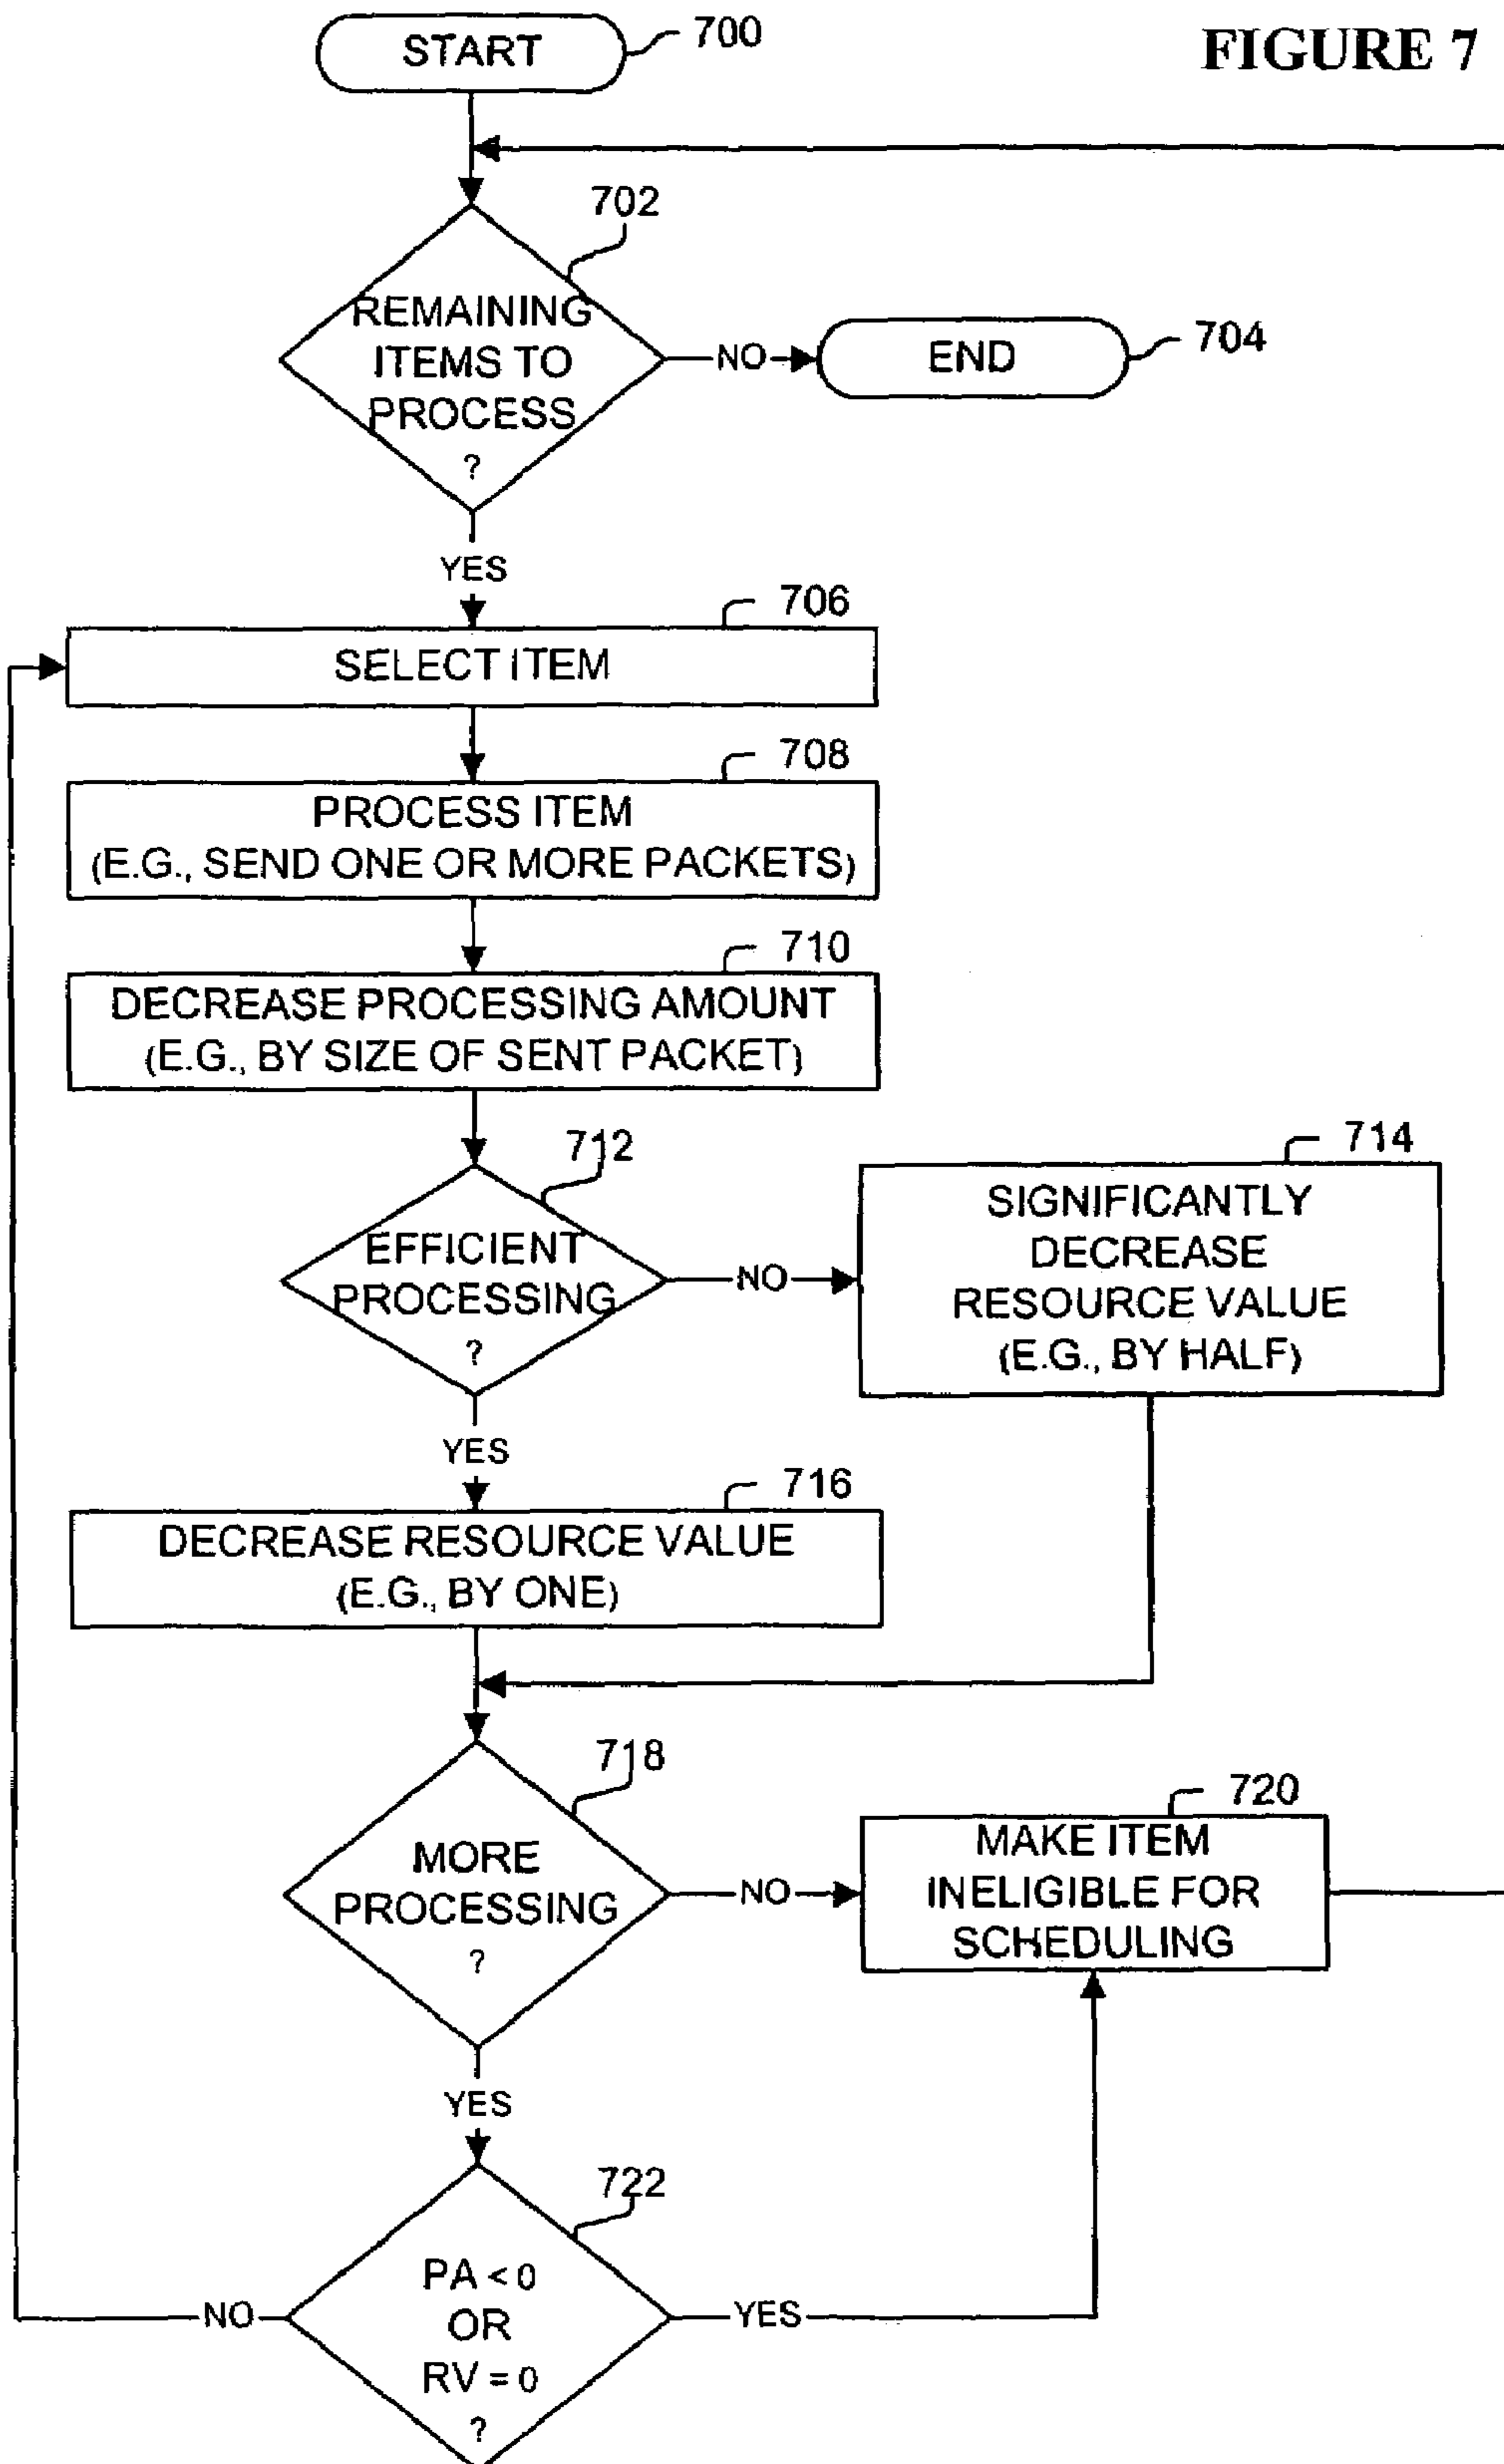 FIGURE 7
START
700
702
REMAINING
ITEMS TO
PROCESS
?
NO
END
704
YES
706
SELECT ITEM
708
PROCESS ITEM
(E.G., SEND ONE OR MORE PACKETS)
710
DECREASE PROCESSING AMOUNT
(E.G., BY SIZE OF SENT PACKET)
712
EFFICIENT
PROCESSING
?
NO
714
SIGNIFICANTLY
DECREASE
RESOURCE VALUE
(E.G., BY HALF)
YES
716
DECREASE RESOURCE VALUE
(E.G., BY ONE)
718
MORE
PROCESSING
?
NO
720
MAKE ITEM
INELIGIBLE FOR
SCHEDULING
YES
722
PA < 0
OR
RV = 0
?
NO
YES